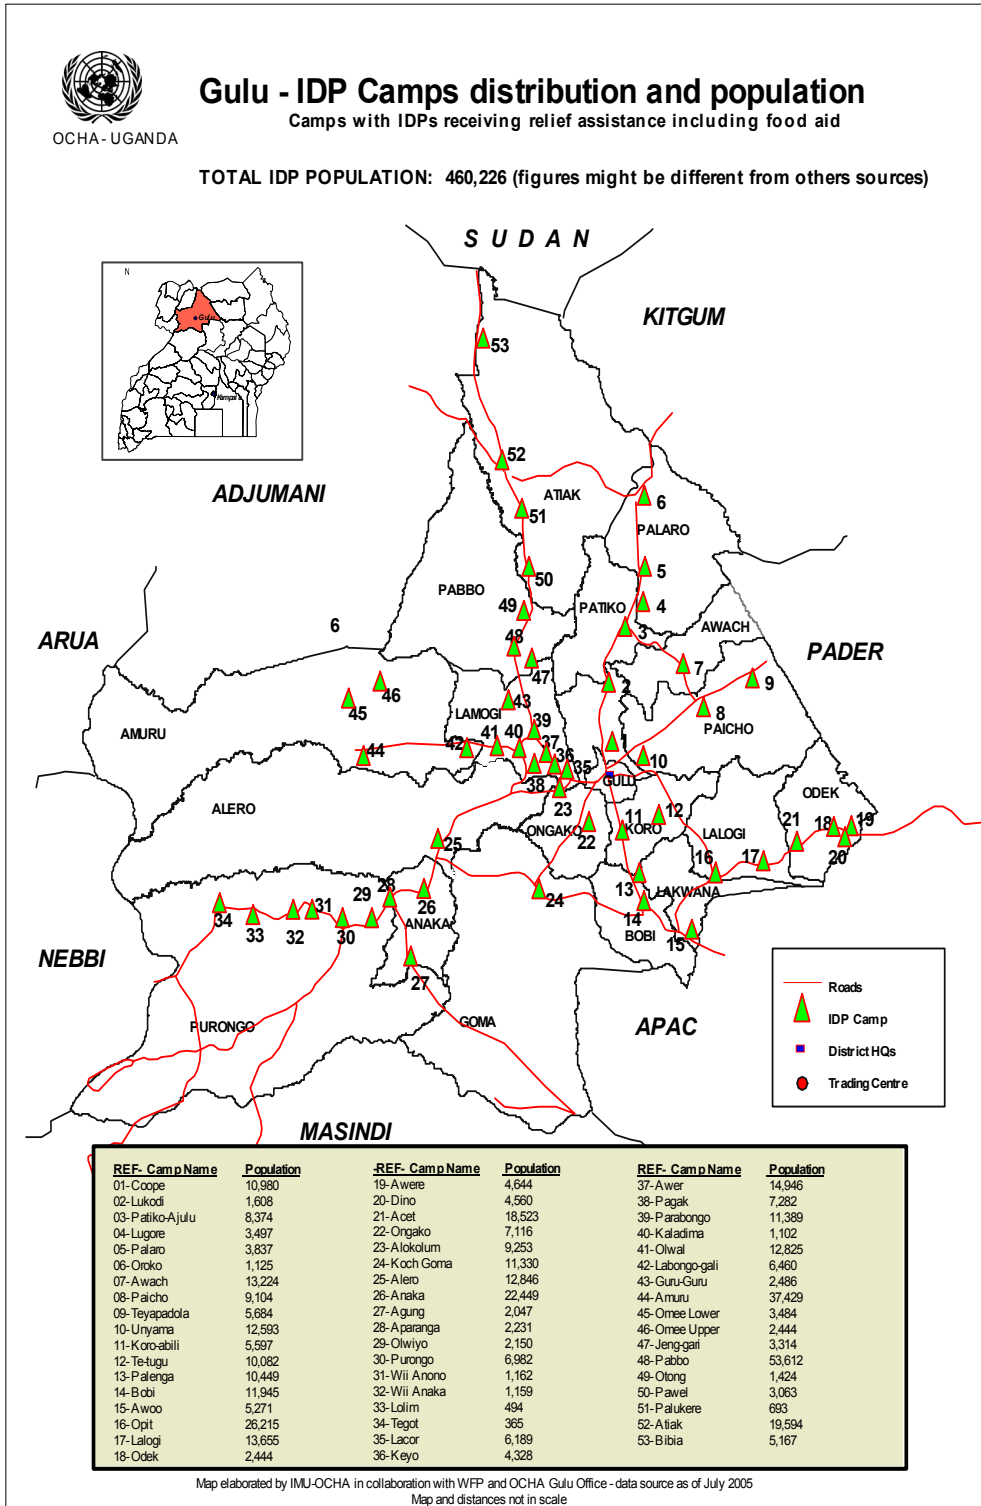 OCHA - UGANDA
Gulu - IDP Camps distribution and population
Camps with IDPs receiving relief assistance including food aid
TOTAL IDP POPULATION: 460,226 (figures might be different from others sources)
SUDAN
N
Gulu
Kampala
KITGUM
53
ADJUMANI
52
ATIAK
51
6
PALARO
50
5
PABBO
49
PATIKO
4
6
ARUA
3
AWACH
48
47
7
PADER
46
45
2
9
8
43
LAMOGI
39
PAICHO
AMURU
42
41
40
37
1
44
36
35
10
38
GULU
23
ODEK
ALERO
ONGAKO
22
11
KORO
12
LALOGI
21
18
19
20
25
16
17
13
LAKWANA
28
26
24
29
34
33
32
31
30
ANAKA
14
BOBI
15
NEBBI
27
PURONGO
GOMA
APAC
MASINDI
Roads
IDP Camp
District HQs
Trading Centre
REF- Camp Name Population -REF- Camp Name Population REF- Camp Name Population
01- Coope 10,980 19- Awere 4,644 37- Awer 14,946
02- Lukodi 1,608 20- Dino 4,560 38- Pagak 7,282
03- Patiko-Ajulu 8,374 21- Acet 18,523 39- Parabongo 11,389
04- Lugore 3,497 22- Ongako 7,116 40- Kaladima 1,102
05- Palaro 3,837 23- Alokolum 9,253 41- Olwal 12,825
06- Oroko 1,125 24- Koch Goma 11,330 42- Labongo-gali 6,460
07- Awach 13,224 25- Alero 12,846 43- Guru-Guru 2,486
08- Paicho 9,104 26- Anaka 22,449 44- Amuru 37,429
09- Teyapadola 5,684 27- Agung 2,047 45- Omee Lower 3,484
10- Unyama 12,593 28- Aparanga 2,231 46- Omee Upper 2,444
11- Koro-abili 5,597 29- Olwiyo 2,150 47- Jeng-gari 3,314
12- Te-tugu 10,082 30- Purongo 6,982 48- Pabbo 53,612
13- Palenga 10,449 31- Wii Anono 1,162 49- Otong 1,424
14- Bobi 11,945 32- Wii Anaka 1,159 50- Pawel 3,063
15- Awoo 5,271 33- Lolim 494 51- Palukere 693
16- Opit 26,215 34- Tegot 365 52- Atiak 19,594
17- Lalogi 13,655 35- Lacor 6,189 53- Bibia 5,167
18- Odek 2,444 36- Keyo 4,328
Map elaborated by IMU-OCHA in collaboration with WFP and OCHA Gulu Office - data source as of July 2005
Map and distances not in scale